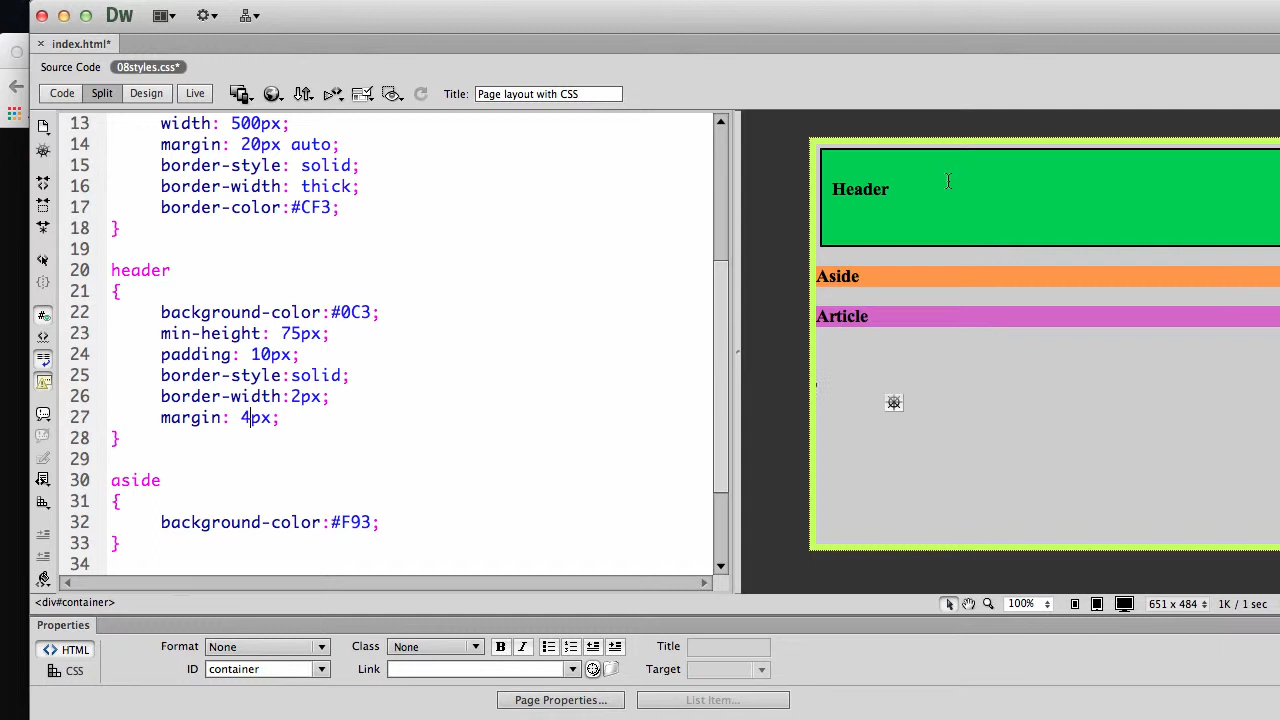 Dw
index.html*
Source Code 08styles.css*
Code Split Design Live Title: Page layout with CSS
13 width: 500px;
14 margin: 20px auto;
15 border-style: solid;
16 border-width: thick;
17 border-color:#CF3;
18 }
19
20 header
21 {
22 background-color:#0C3;
23 min-height: 75px;
24 padding: 10px;
25 border-style:solid;
26 border-width:2px;
27 margin: 4px;
28 }
29
30 aside
31 {
32 background-color:#F93;
33 }
34
Header
Aside
Article
<div#container> 100% 651 x 484 1K / 1 sec
Properties
<> HTML Format None Class None B I Title
CSS ID container Link Target
Page Properties... List Item...